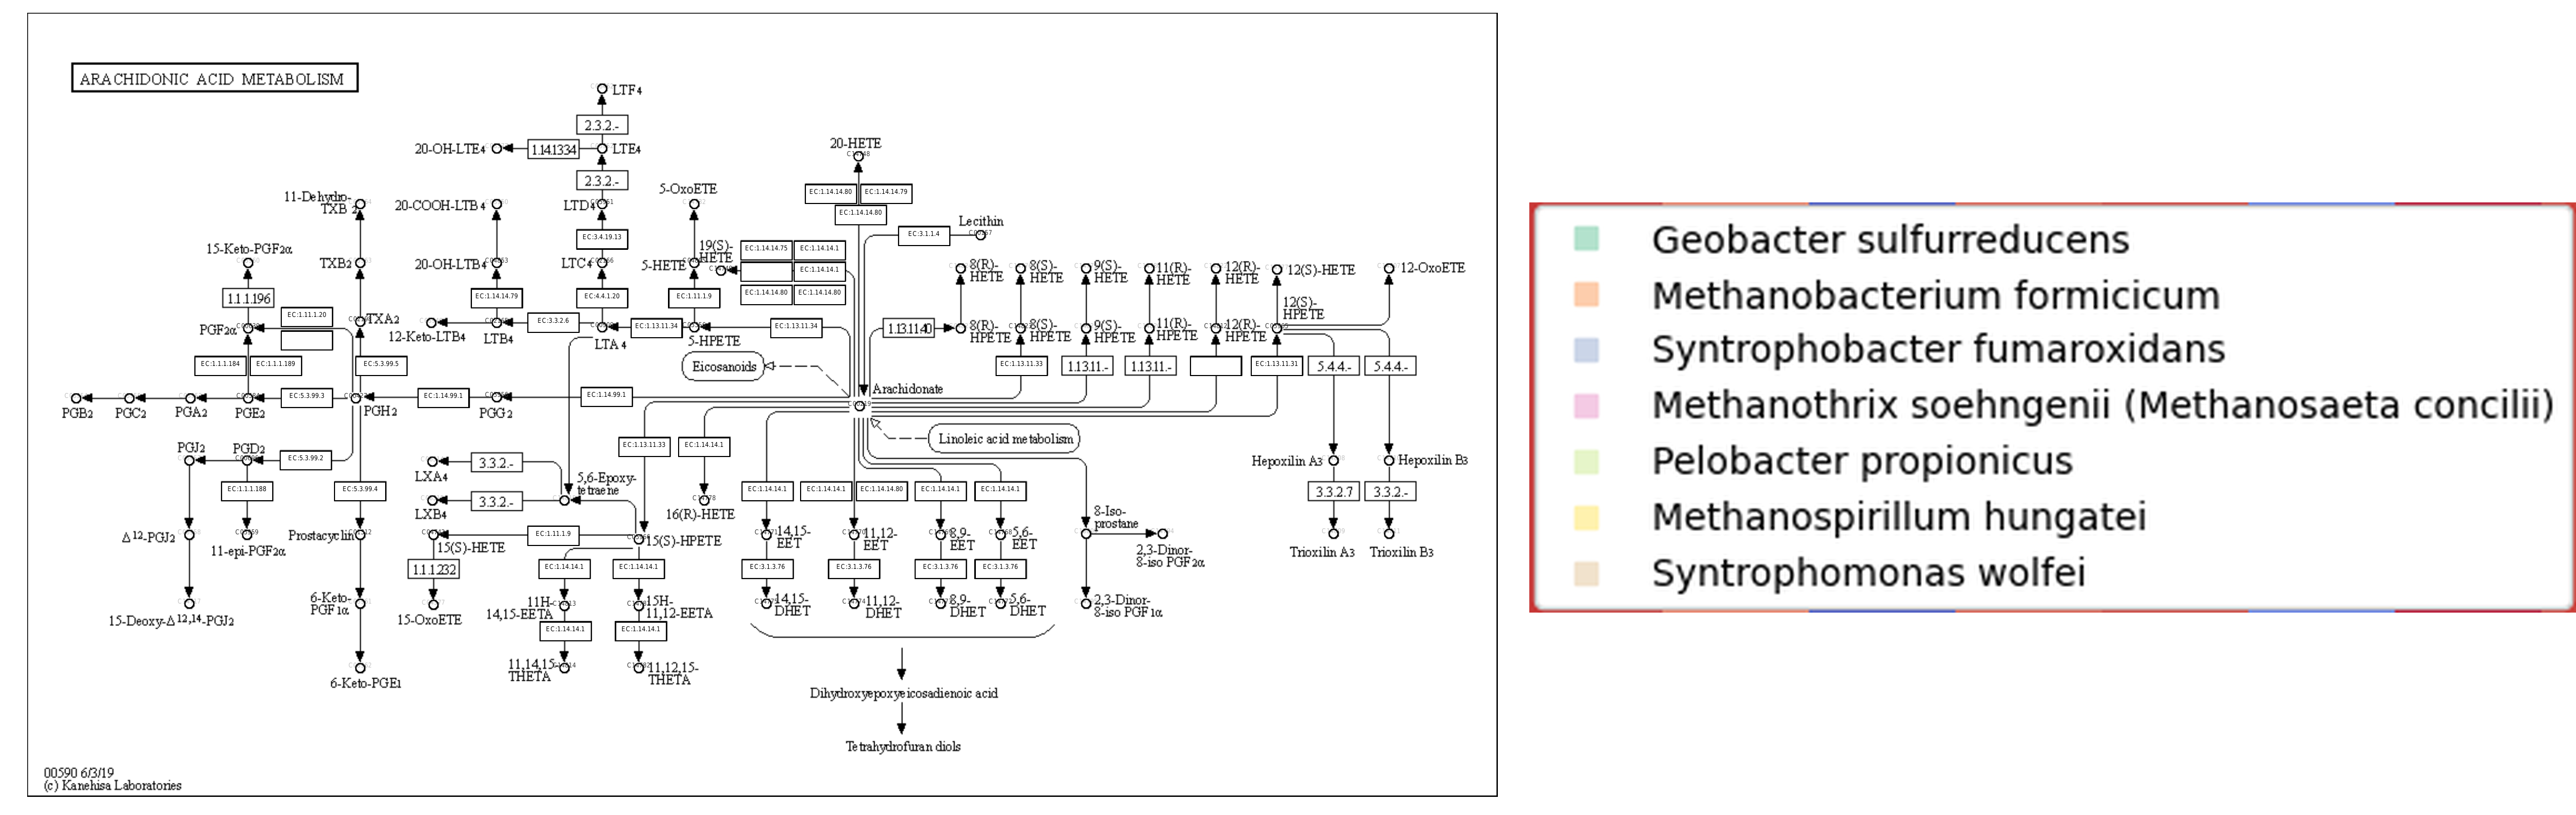 ARACHIDONIC ACID METABOLISM
LTF4
2.3.2.-
20-OH-LTE4
1.14.13.34
LTE4
2.3.2.-
20-HETE
EC:1.14.14.80
EC:1.14.14.79
EC:1.14.14.80
11-Dehydro-
TXB2
20-COOH-LTB4
LTD4
5-OxoETE
Lecithin
EC:3.1.1.4
15-Keto-PGF2α
EC:3.4.19.13
19(S)-
HETE
EC:1.14.14.75
EC:1.14.14.1
EC:1.14.14.1
EC:1.14.14.80
EC:1.14.14.80
TXB2
20-OH-LTB4
LTC4
5-HETE
8(R)-
HETE
8(S)-
HETE
9(S)-
HETE
11(R)-
HETE
12(R)-
HETE
12(S)-HETE
12-OxoETE
1.1.1.196
EC:1.14.14.79
EC:4.4.1.20
EC:1.11.1.9
EC:1.11.1.20
PGF2α
TXA2
12-Keto-LTB4
LTB4
EC:3.3.2.6
LTA4
EC:1.13.11.34
5-HPETE
EC:1.13.11.34
1.13.11.40
8(R)-
HPETE
8(S)-
HPETE
9(S)-
HPETE
11(R)-
HPETE
12(R)-
HPETE
12(S)-
HPETE
EC:1.1.1.184
EC:1.1.1.189
EC:5.3.99.5
Eicosanoids
EC:1.13.11.33
1.13.11.-
1.13.11.-
EC:1.13.11.31
5.4.4.-
5.4.4.-
PGB2
PGC2
PGA2
PGE2
EC:5.3.99.3
PGH2
EC:1.14.99.1
PGG2
EC:1.14.99.1
Arachidonate
Linoleic acid metabolism
PGJ2
PGD2
EC:5.3.99.2
EC:1.13.11.33
EC:1.14.14.1
LXA4
3.3.2.-
5,6-Epoxy-
tetraene
Hepoxilin A3
Hepoxilin B3
EC:1.1.1.188
EC:5.3.99.4
LXB4
3.3.2.-
16(R)-HETE
EC:1.14.14.1
EC:1.14.14.1
EC:1.14.14.80
EC:1.14.14.1
EC:1.14.14.1
3.3.2.7
3.3.2.-
Δ12-PGJ2
11-epi-PGF2α
Prostacyclin
15(S)-HETE
EC:1.11.1.9
15(S)-HPETE
14,15-
EET
11,12-
EET
8,9-
EET
5,6-
EET
8-Iso-
prostane
2,3-Dinor-
8-iso PGF2α
Trioxilin A3
Trioxilin B3
1.1.1.232
EC:1.14.14.1
EC:1.14.14.1
EC:3.1.3.76
EC:3.1.3.76
EC:3.1.3.76
EC:3.1.3.76
15-Deoxy-Δ12,14-PGJ2
6-Keto-
PGF1α
15-OxoETE
11H-
14,15-EETA
15H-
11,12-EETA
14,15-
DHET
11,12-
DHET
8,9-
DHET
5,6-
DHET
2,3-Dinor-
8-iso PGF1α
EC:1.14.14.1
EC:1.14.14.1
6-Keto-PGE1
11,14,15-
THETA
11,12,15-
THETA
Dihydroxyepoxyeicosadienoic acid
Tetrahydrofuran diols
00590 6/3/19
(c) Kanehisa Laboratories
Geobacter sulfurreducens
Methanobacterium formicicum
Syntrophobacter fumaroxidans
Methanothrix soehngenii (Methanosaeta concilii)
Pelobacter propionicus
Methanospirillum hungatei
Syntrophomonas wolfei